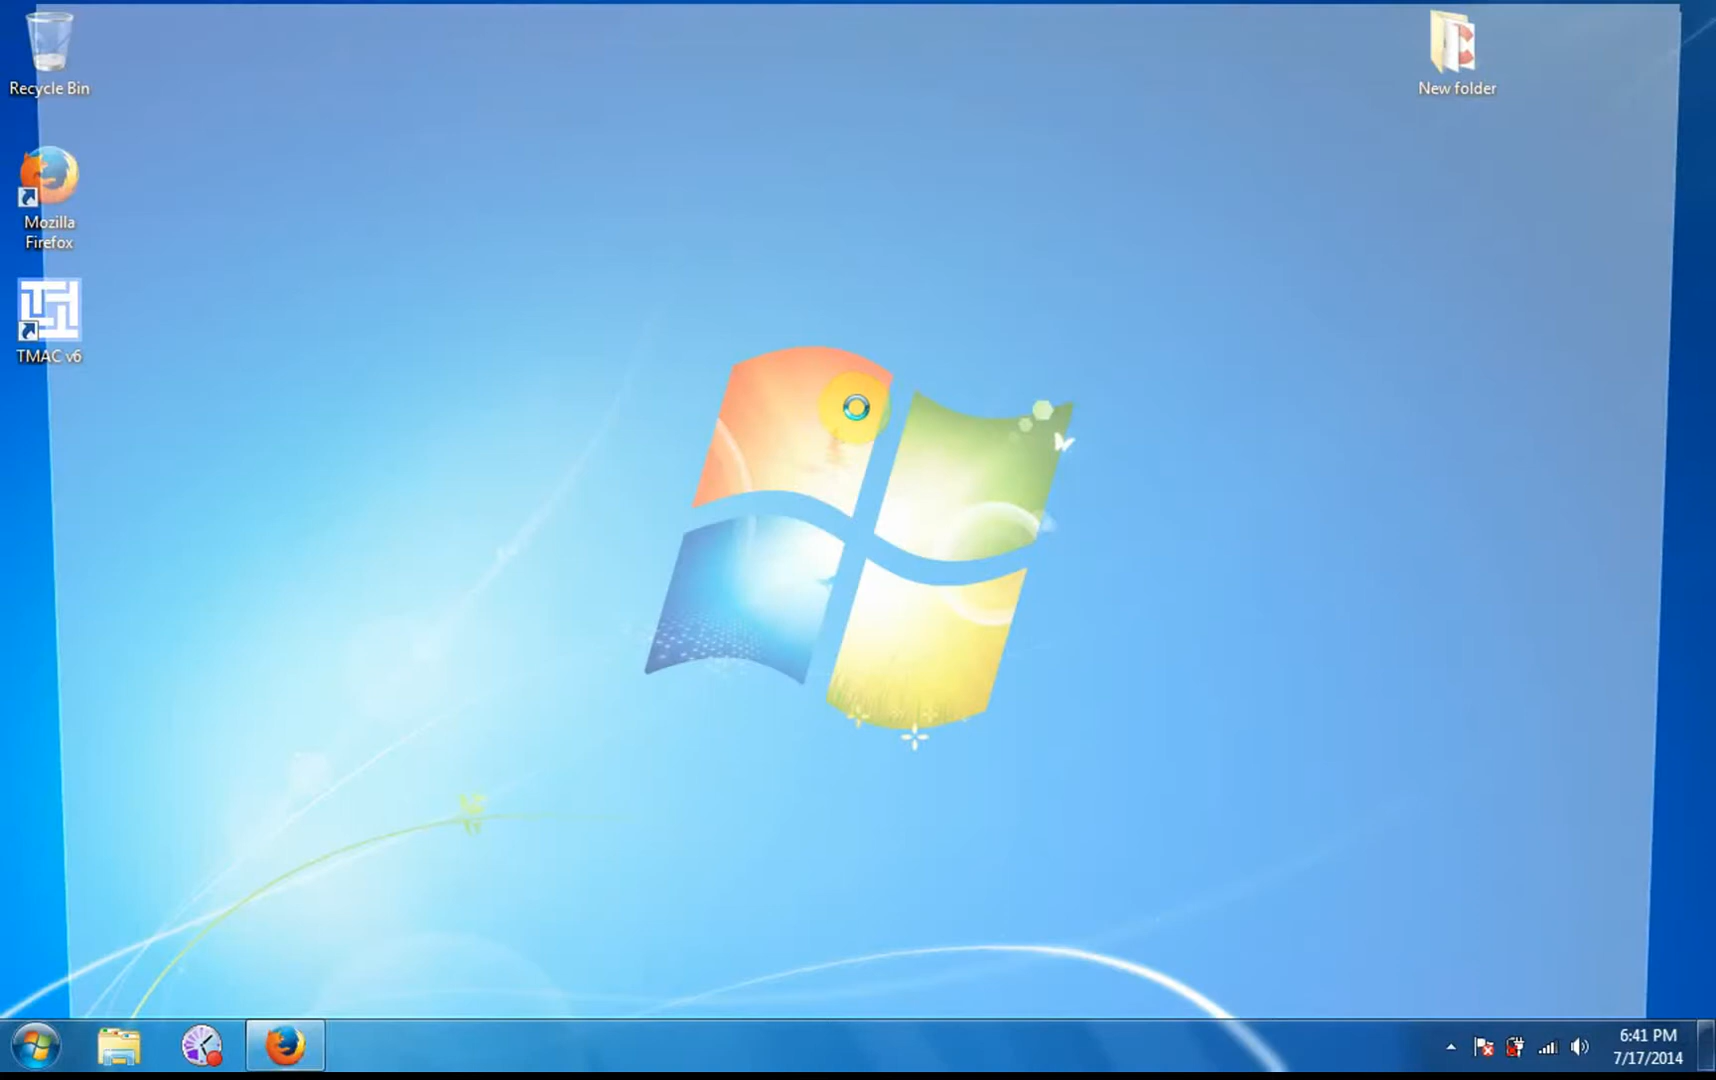 Recycle Bin
New folder
Mozilla
Firefox
TMAC v6
6:41 PM
7/17/2014